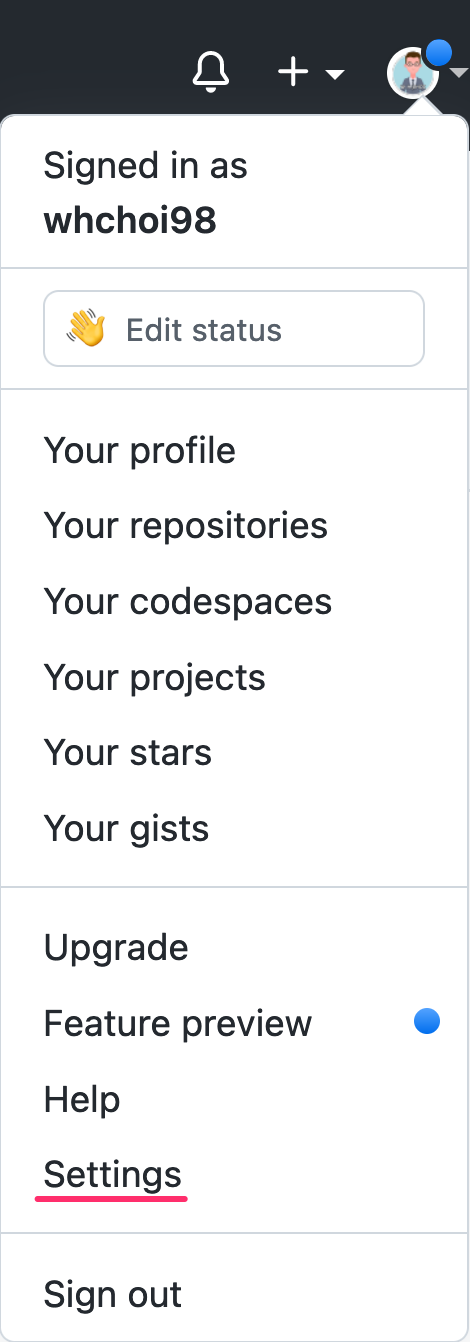 Signed in as
whchoi98
Edit status
Your profile
Your repositories
Your codespaces
Your projects
Your stars
Your gists
Upgrade
Feature preview
Help
Settings
Sign out